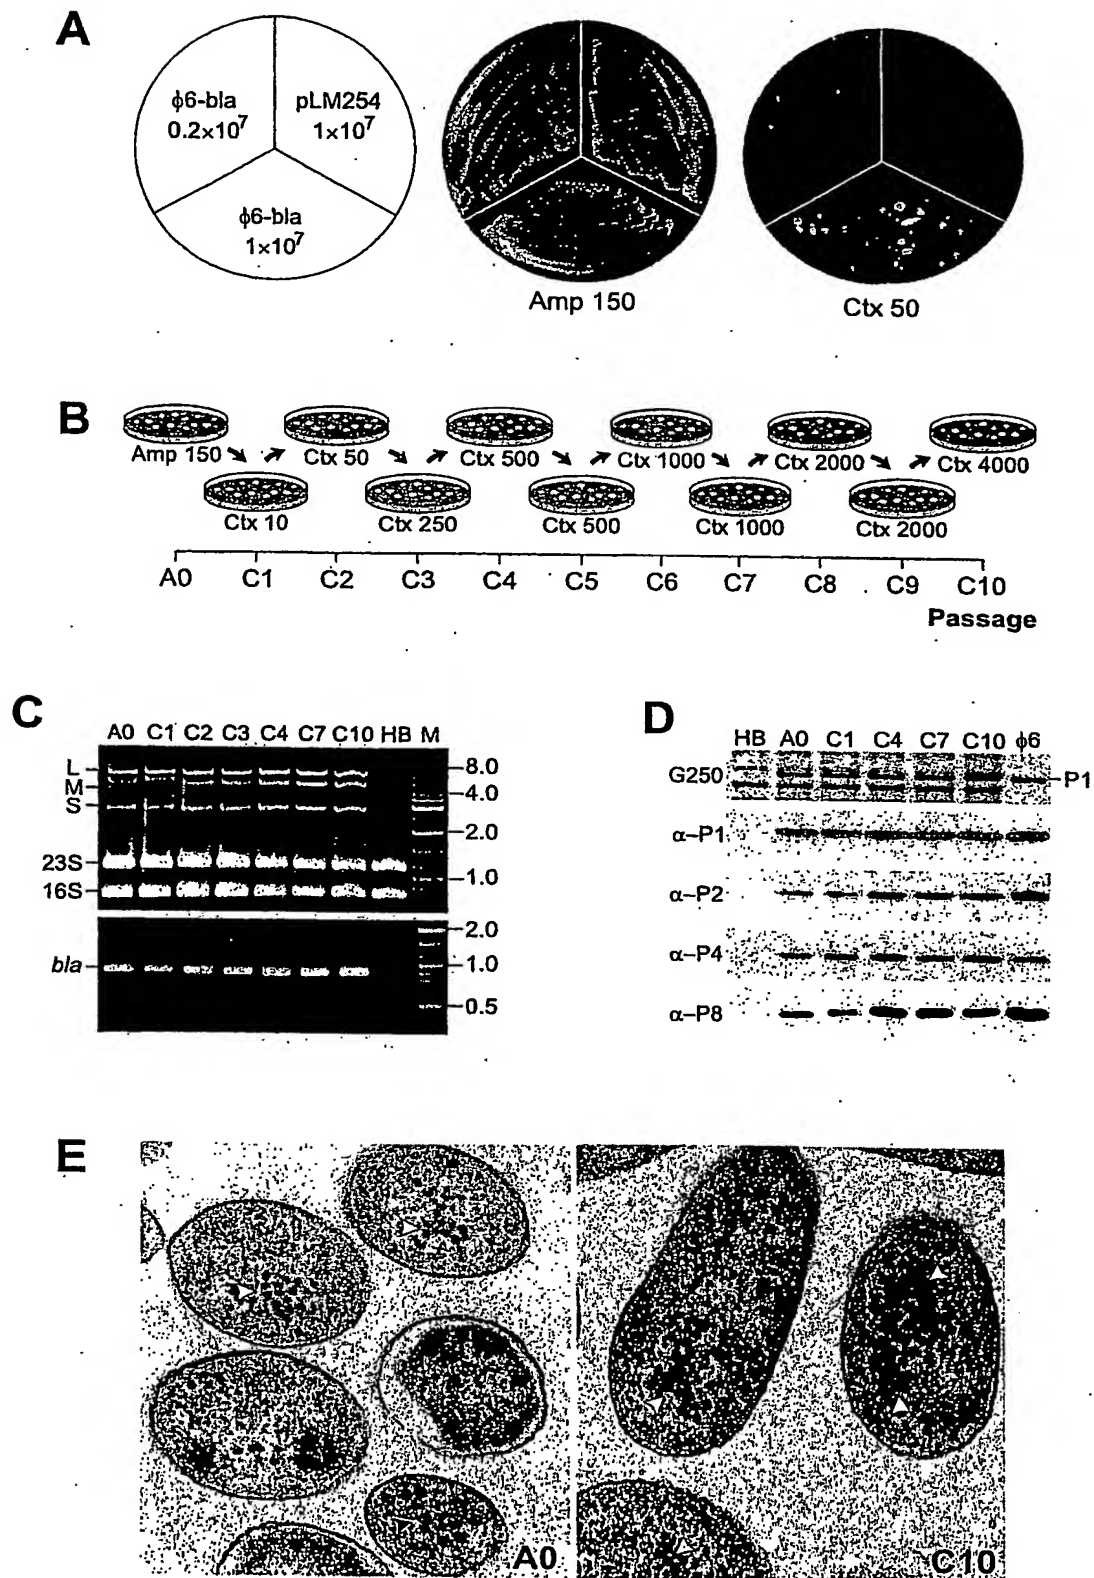 A
ϕ6-bla
0.2×10⁷
pLM254
1×10⁷
ϕ6-bla
1×10⁷
Amp 150
Ctx 50
B
Amp 150
Ctx 50
Ctx 500
Ctx 1000
Ctx 2000
Ctx 4000
Ctx 10
Ctx 250
Ctx 500
Ctx 1000
Ctx 2000
A0 C1 C2 C3 C4 C5 C6 C7 C8 C9 C10
Passage
C
A0 C1 C2 C3 C4 C7 C10 HB M
L
M
S
23S
16S
8.0
4.0
2.0
1.0
bla
2.0
1.0
0.5
D
HB A0 C1 C4 C7 C10 ϕ6
G250
P1
α–P1
α–P2
α–P4
α–P8
E
A0
C10